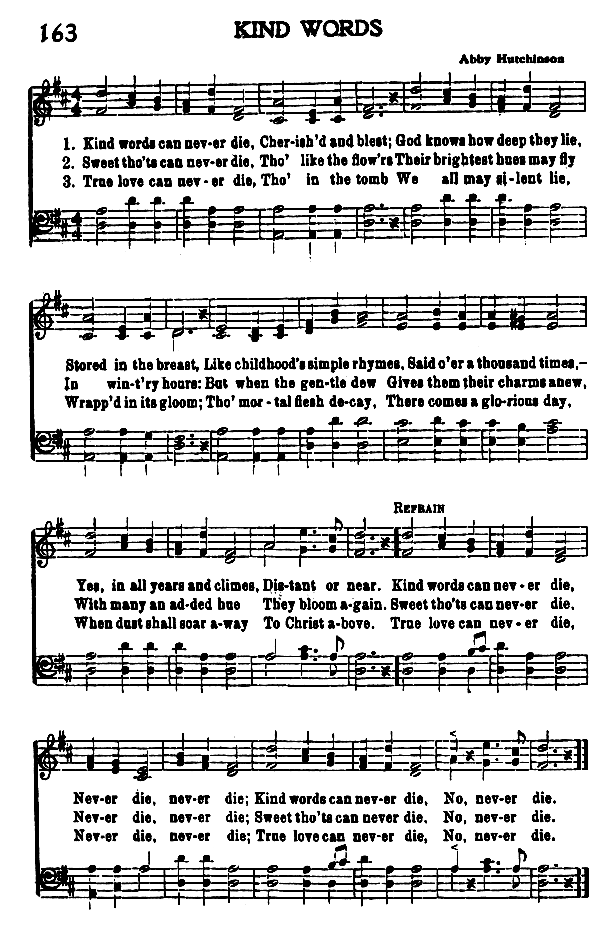 163
KIND WORDS
Abby Hutchinson
1. Kind words can nev-er die, Cher-ish'd and blest; God knows how deep they lie,
2. Sweet tho'ts can nev-er die, Tho' like the flow'rs Their brightest hues may fly
3. True love can nev-er die, Tho' in the tomb We all may si-lent lie,
Stored in the breast, Like childhood's simple rhymes, Said o'er a thousand times,–
In win-t'ry hours: But when the gen-tle dew Gives them their charms anew,
Wrapp'd in its gloom; Tho' mor-tal flesh de-cay, There comes a glo-rious day,
REFRAIN
Yes, in all years and climes, Dis-tant or near. Kind words can nev-er die,
With many an ad-ded hue They bloom a-gain. Sweet tho'ts can nev-er die,
When dust shall soar a-way To Christ a-bove. True love can nev-er die,
Nev-er die, nev-er die; Kind words can nev-er die, No, nev-er die.
Nev-er die, nev-er die; Sweet tho'ts can never die, No, nev-er die.
Nev-er die, nev-er die; True love can nev-er die, No, nev-er die.